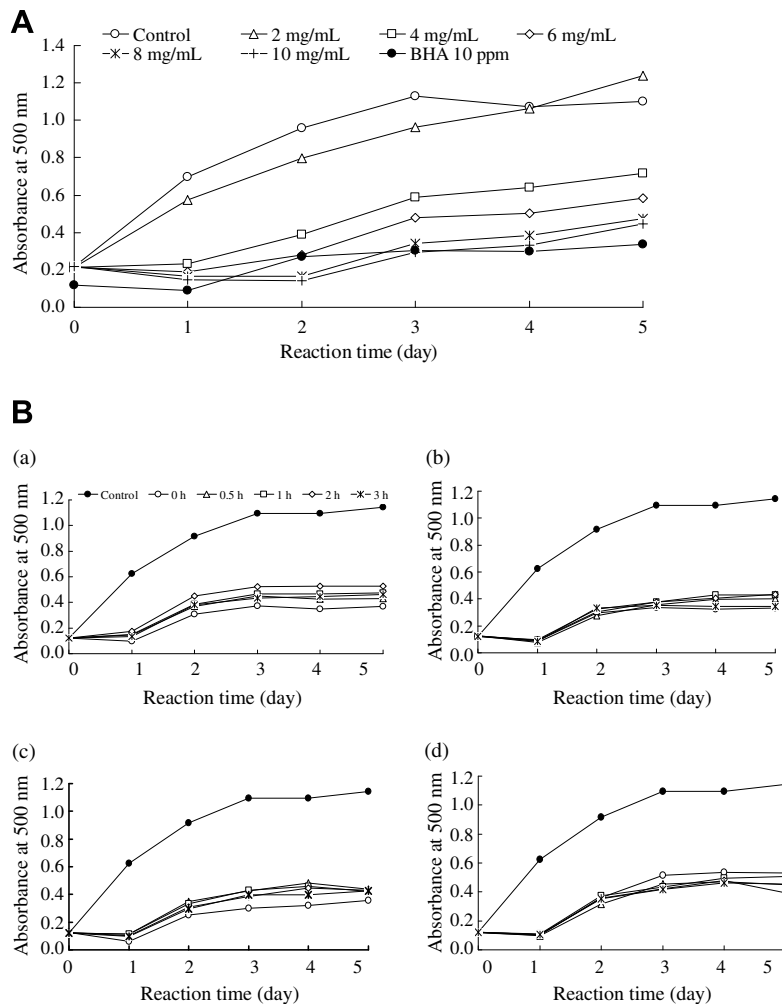 A
Control 2 mg/mL 4 mg/mL 6 mg/mL
8 mg/mL 10 mg/mL BHA 10 ppm
Absorbance at 500 nm
1.4
1.2
1.0
0.8
0.6
0.4
0.2
0.0
0 1 2 3 4 5
Reaction time (day)
B
(a)
Control 0 h 0.5 h 1 h 2 h 3 h
Absorbance at 500 nm
1.2
1.0
0.8
0.6
0.4
0.2
0.0
0 1 2 3 4 5
Reaction time (day)
(b)
Absorbance at 500 nm
1.2
1.0
0.8
0.6
0.4
0.2
0.0
0 1 2 3 4 5
Reaction time (day)
(c)
Absorbance at 500 nm
1.2
1.0
0.8
0.6
0.4
0.2
0.0
0 1 2 3 4 5
Reaction time (day)
(d)
Absorbance at 500 nm
1.2
1.0
0.8
0.6
0.4
0.2
0.0
0 1 2 3 4 5
Reaction time (day)